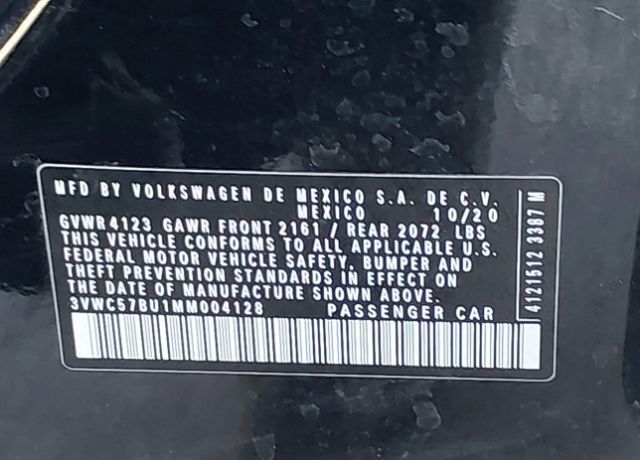 MFD BY VOLKSWAGEN DE MEXICO S.A. DE C.V.
MEXICO 10/20
GVWR 4123 GAWR FRONT 2161 / REAR 2072 LBS
THIS VEHICLE CONFORMS TO ALL APPLICABLE U.S.
FEDERAL MOTOR VEHICLE SAFETY, BUMPER AND
THEFT PREVENTION STANDARDS IN EFFECT ON
THE DATE OF MANUFACTURE SHOWN ABOVE.
3VWC57BU1MM004128 PASSENGER CAR
4121512 3387 M